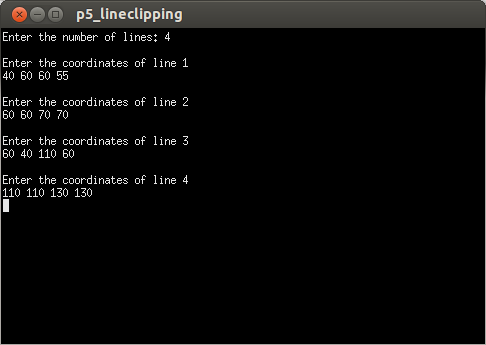 p5_lineclipping
Enter the number of lines: 4
Enter the coordinates of line 1
40 60 60 55
Enter the coordinates of line 2
60 60 70 70
Enter the coordinates of line 3
60 40 110 60
Enter the coordinates of line 4
110 110 130 130